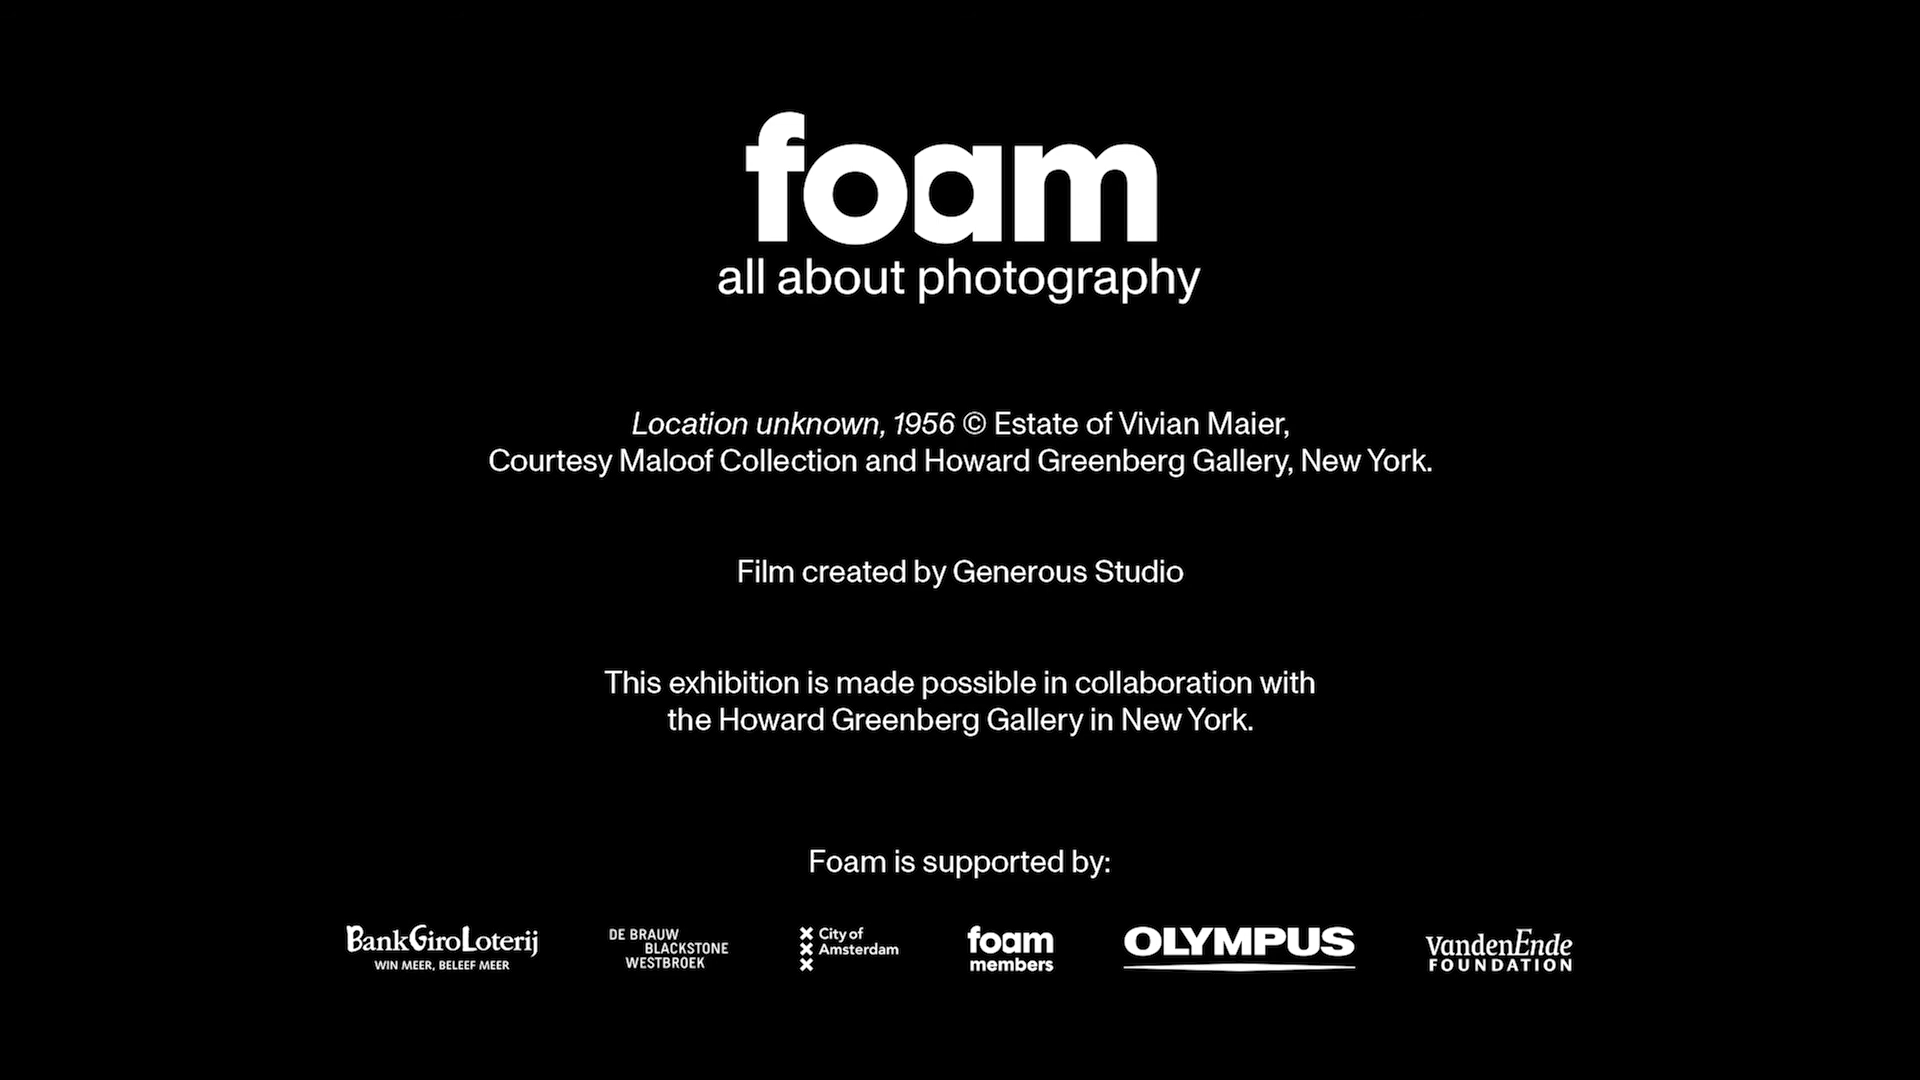 foam
all about photography
Location unknown, 1956 © Estate of Vivian Maier,
Courtesy Maloof Collection and Howard Greenberg Gallery, New York.
Film created by Generous Studio
This exhibition is made possible in collaboration with
the Howard Greenberg Gallery in New York.
Foam is supported by:
BankGiroLoterij
WIN MEER, BELEEF MEER
DE BRAUW
BLACKSTONE
WESTBROEK
City of
Amsterdam
foam
members
OLYMPUS
VandenEnde
FOUNDATION